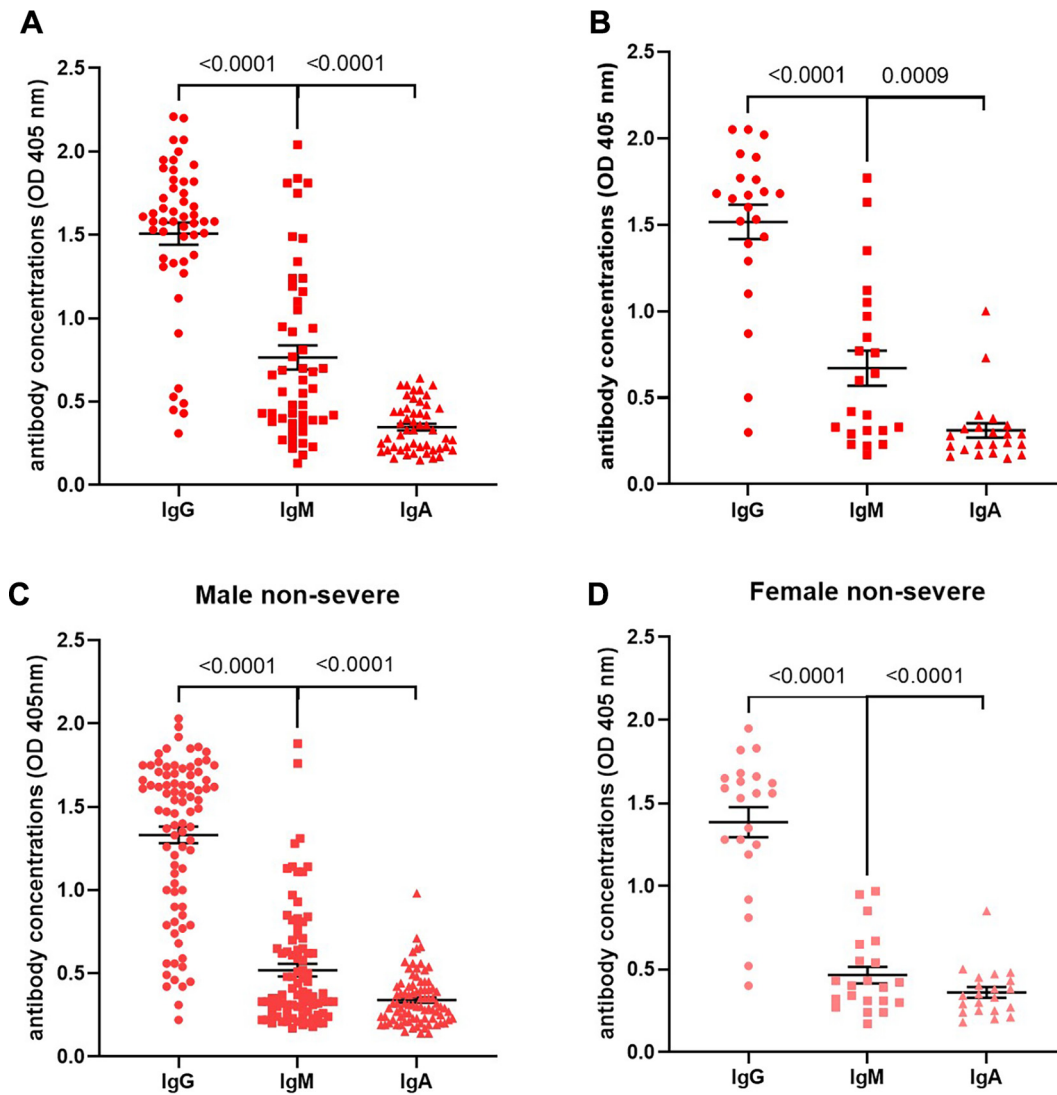 A
antibody concentrations (OD 405 nm)
<0.0001 <0.0001
2.5
2.0
1.5
1.0
0.5
0.0
IgG IgM IgA
B
antibody concentrations (OD 405 nm)
<0.0001 0.0009
2.5
2.0
1.5
1.0
0.5
0.0
IgG IgM IgA
C
Male non-severe
antibody concentrations (OD 405nm)
<0.0001 <0.0001
2.5
2.0
1.5
1.0
0.5
0.0
IgG IgM IgA
D
Female non-severe
antibody concentrations (OD 405 nm)
<0.0001 <0.0001
2.5
2.0
1.5
1.0
0.5
0.0
IgG IgM IgA